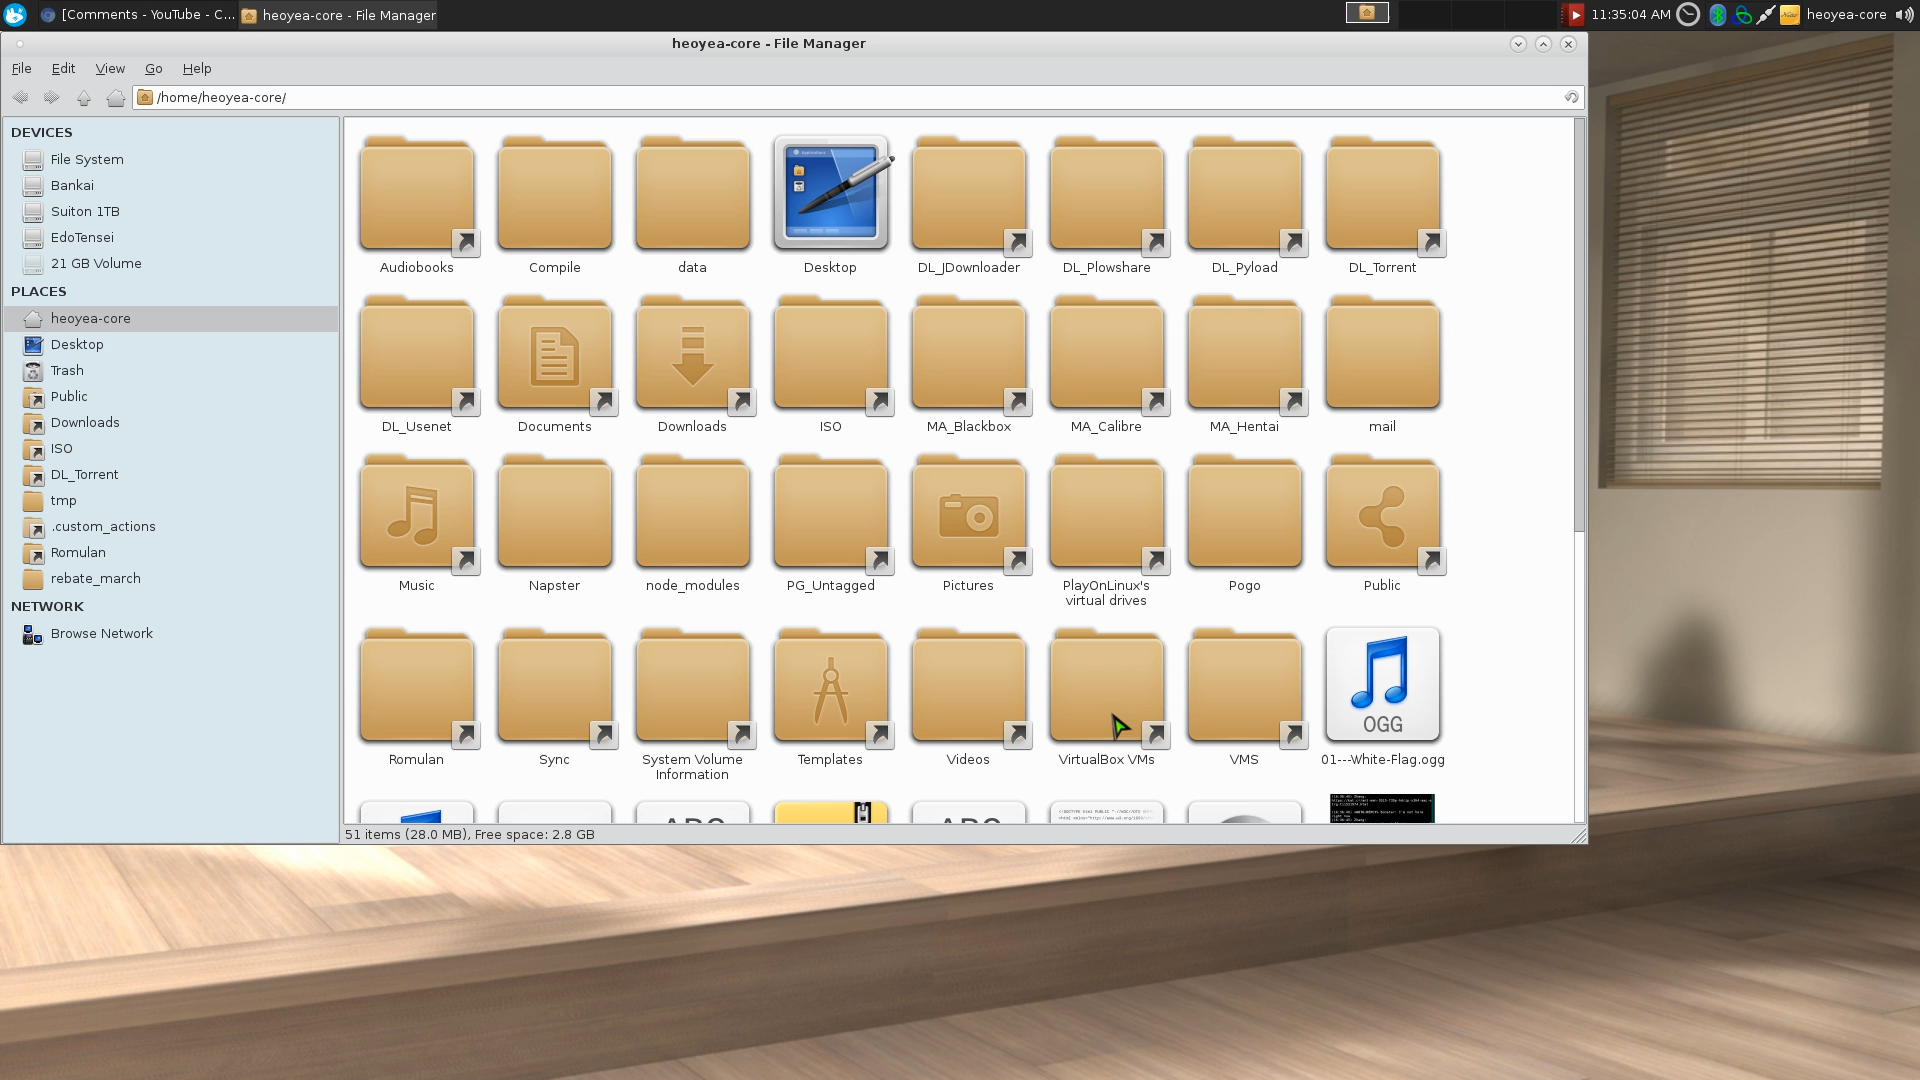 [Comments - YouTube - C...
heoyea-core - File Manager
11:35:04 AM
heoyea-core
heoyea-core - File Manager
File Edit View Go Help
/home/heoyea-core/
DEVICES
File System
Bankai
Suiton 1TB
EdoTensei
21 GB Volume
PLACES
heoyea-core
Desktop
Trash
Public
Downloads
ISO
DL_Torrent
tmp
.custom_actions
Romulan
rebate_march
NETWORK
Browse Network
Audiobooks
Compile
data
Desktop
DL_JDownloader
DL_Plowshare
DL_Pyload
DL_Torrent
DL_Usenet
Documents
Downloads
ISO
MA_Blackbox
MA_Calibre
MA_Hentai
mail
Music
Napster
node_modules
PG_Untagged
Pictures
PlayOnLinux's
virtual drives
Pogo
Public
Romulan
Sync
System Volume
Information
Templates
Videos
VirtualBox VMs
VMS
OGG
01---White-Flag.ogg
51 items (28.0 MB), Free space: 2.8 GB